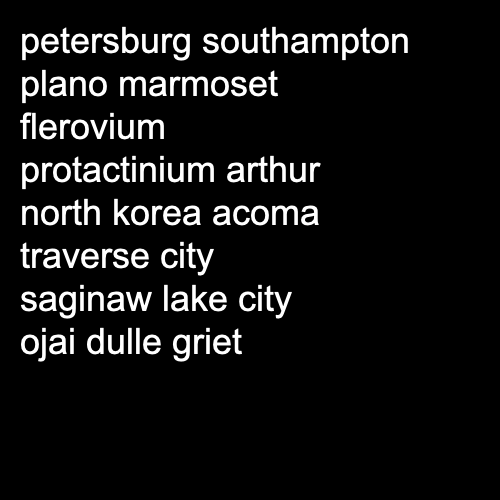 petersburg southampton
plano marmoset
flerovium
protactinium arthur
north korea acoma
traverse city
saginaw lake city
ojai dulle griet